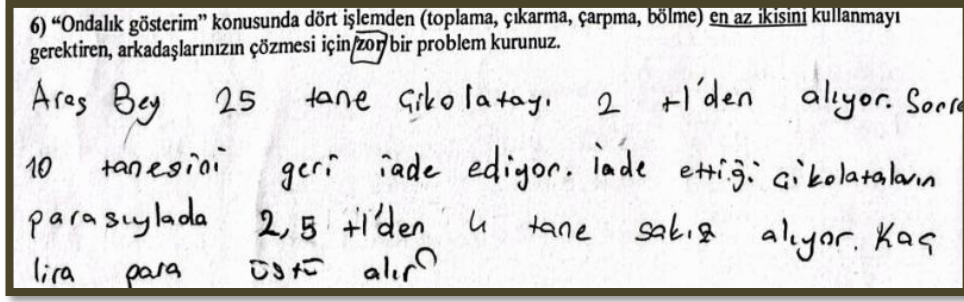 6) “Ondalık gösterim” konusunda dört işlemden (toplama, çıkarma, çarpma, bölme) en az ikisini kullanmayı
gerektiren, arkadaşlarınızın çözmesi için zor bir problem kurunuz.
Aras Bey 25 tane çikolatayı 2 tl'den alıyor. Sonra
10 tanesini geri iade ediyor. İade ettiği çikolataların
parasıylada 2,5 tl'den 4 tane sakız alıyor. Kaç
lira para üstü alır?